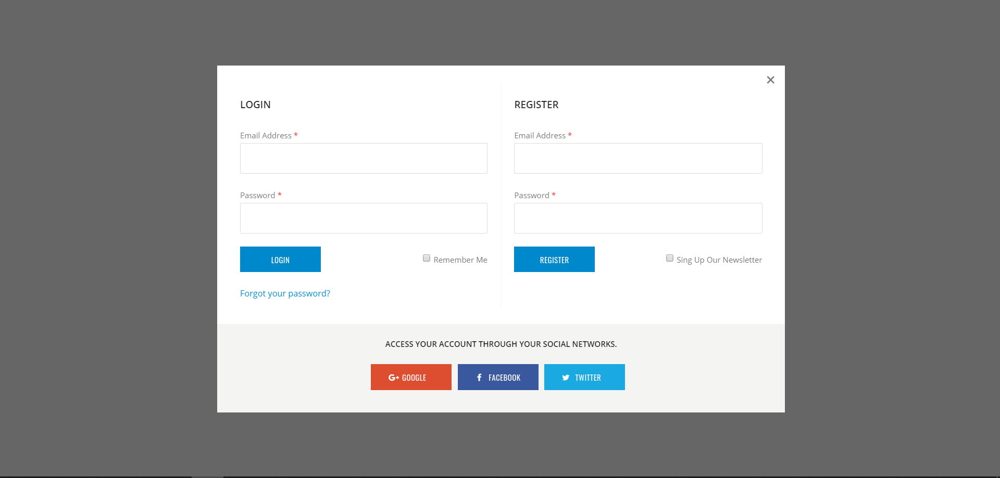 LOGIN
Email Address *
Password *
LOGIN
Remember Me
Forgot your password?
REGISTER
Email Address *
Password *
REGISTER
Sing Up Our Newsletter
ACCESS YOUR ACCOUNT THROUGH YOUR SOCIAL NETWORKS.
G+ GOOGLE
f FACEBOOK
TWITTER